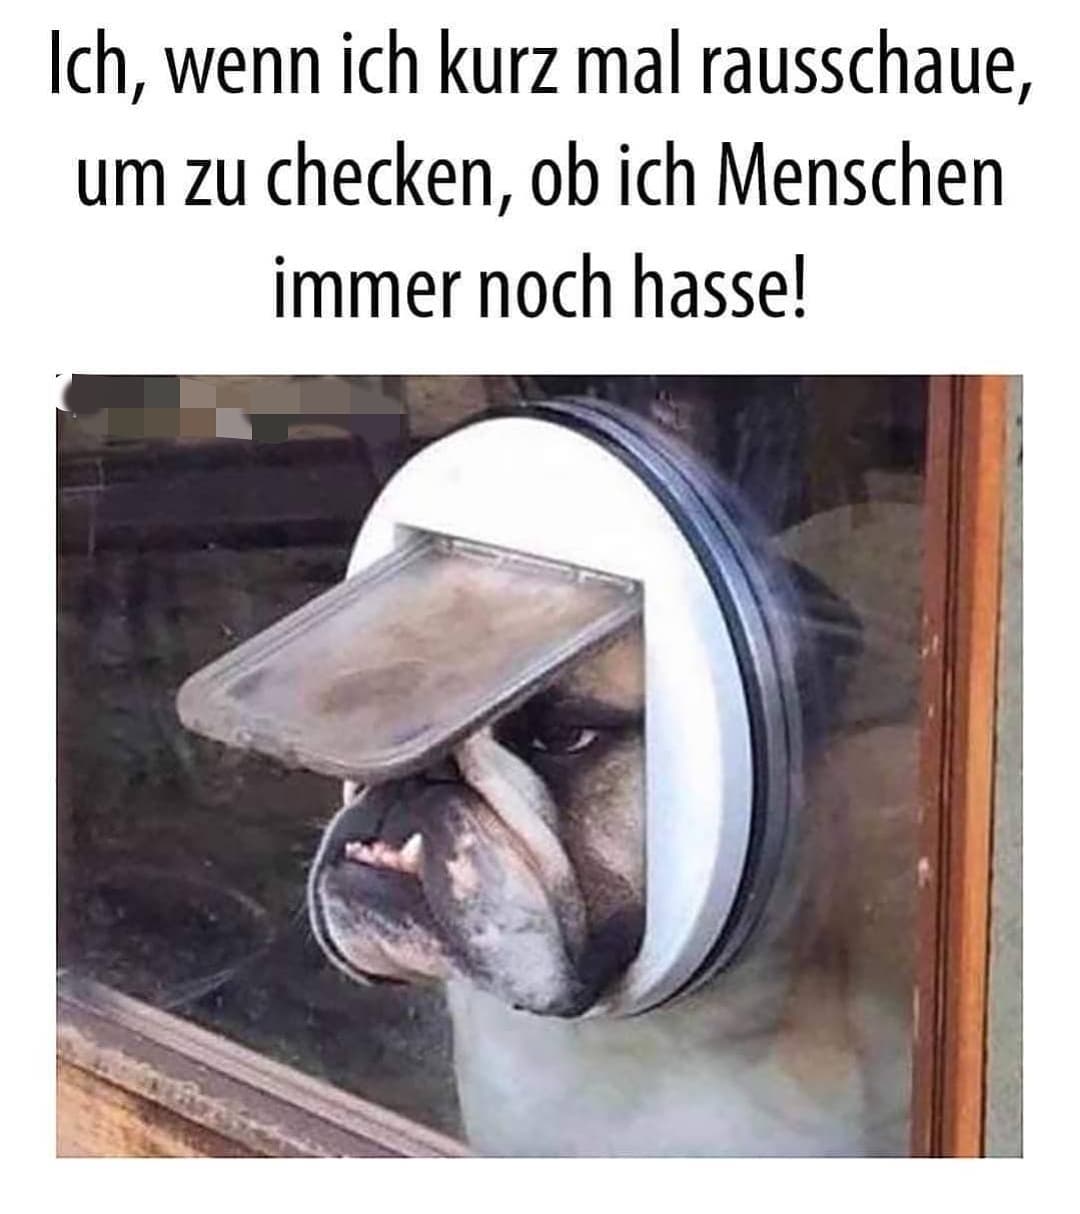 Ich, wenn ich kurz mal rausschaue,
um zu checken, ob ich Menschen
immer noch hasse!